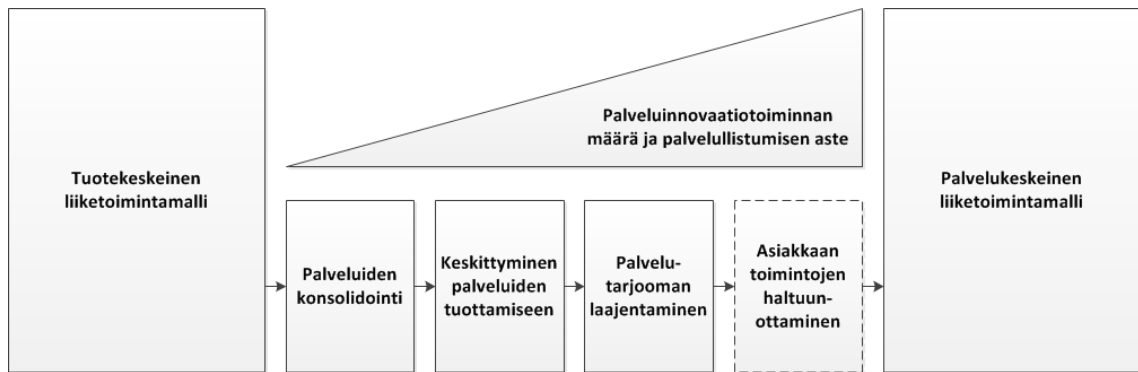 Palveluinnovaatiotoiminnan
määrä ja palvelullistumisen aste
Tuotekeskeinen
liiketoimintamalli
Palveluiden
konsolidointi
Keskittyminen
palveluiden
tuottamiseen
Palvelu-
tarjooman
laajentaminen
Asiakkaan
toimintojen
haltuun-
ottaminen
Palvelukeskeinen
liiketoimintamalli